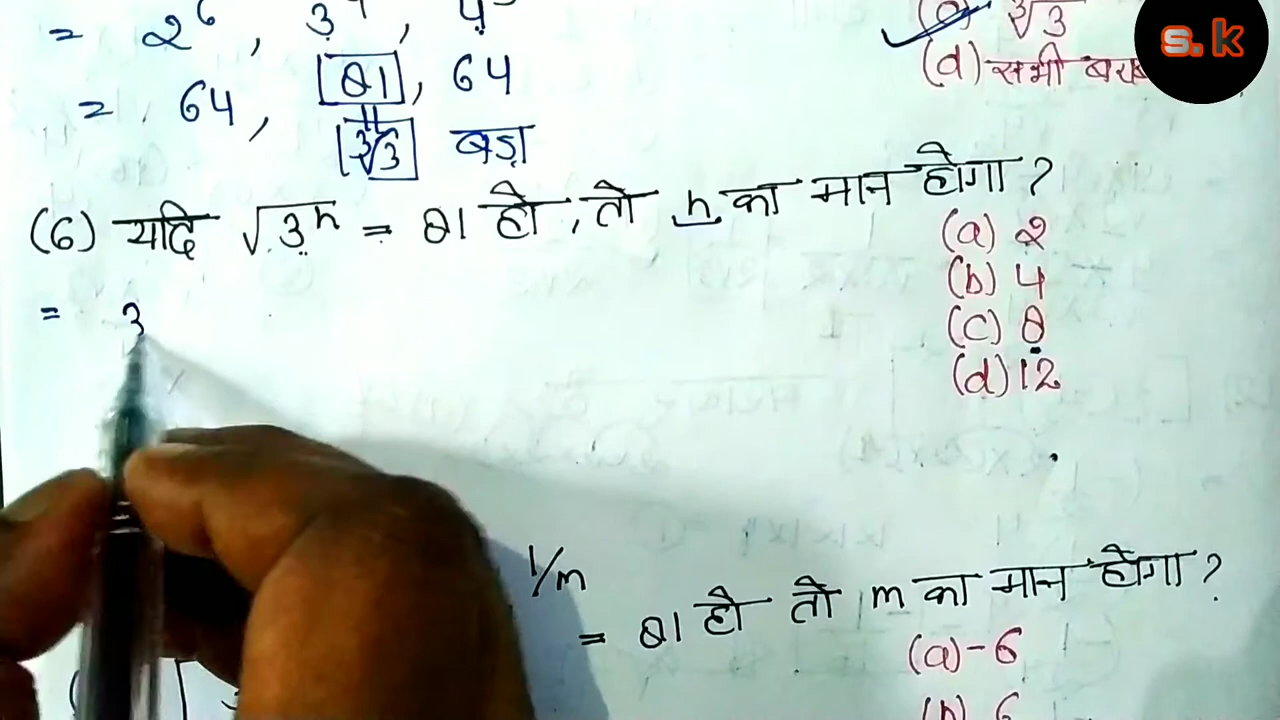 = 2⁶, 3⁴, 4³
∛3
(d) सभी
= 64, 81, 64
∛3 बड़ा
s.k
(6) यदि √3ⁿ = 81 हो, तो n का मान होगा?
(a) 2
(b) 4
(c) 8
(d) 12
= 3
1/m
= 81 हो तो m का मान होगा?
(a) -6
(b) 6